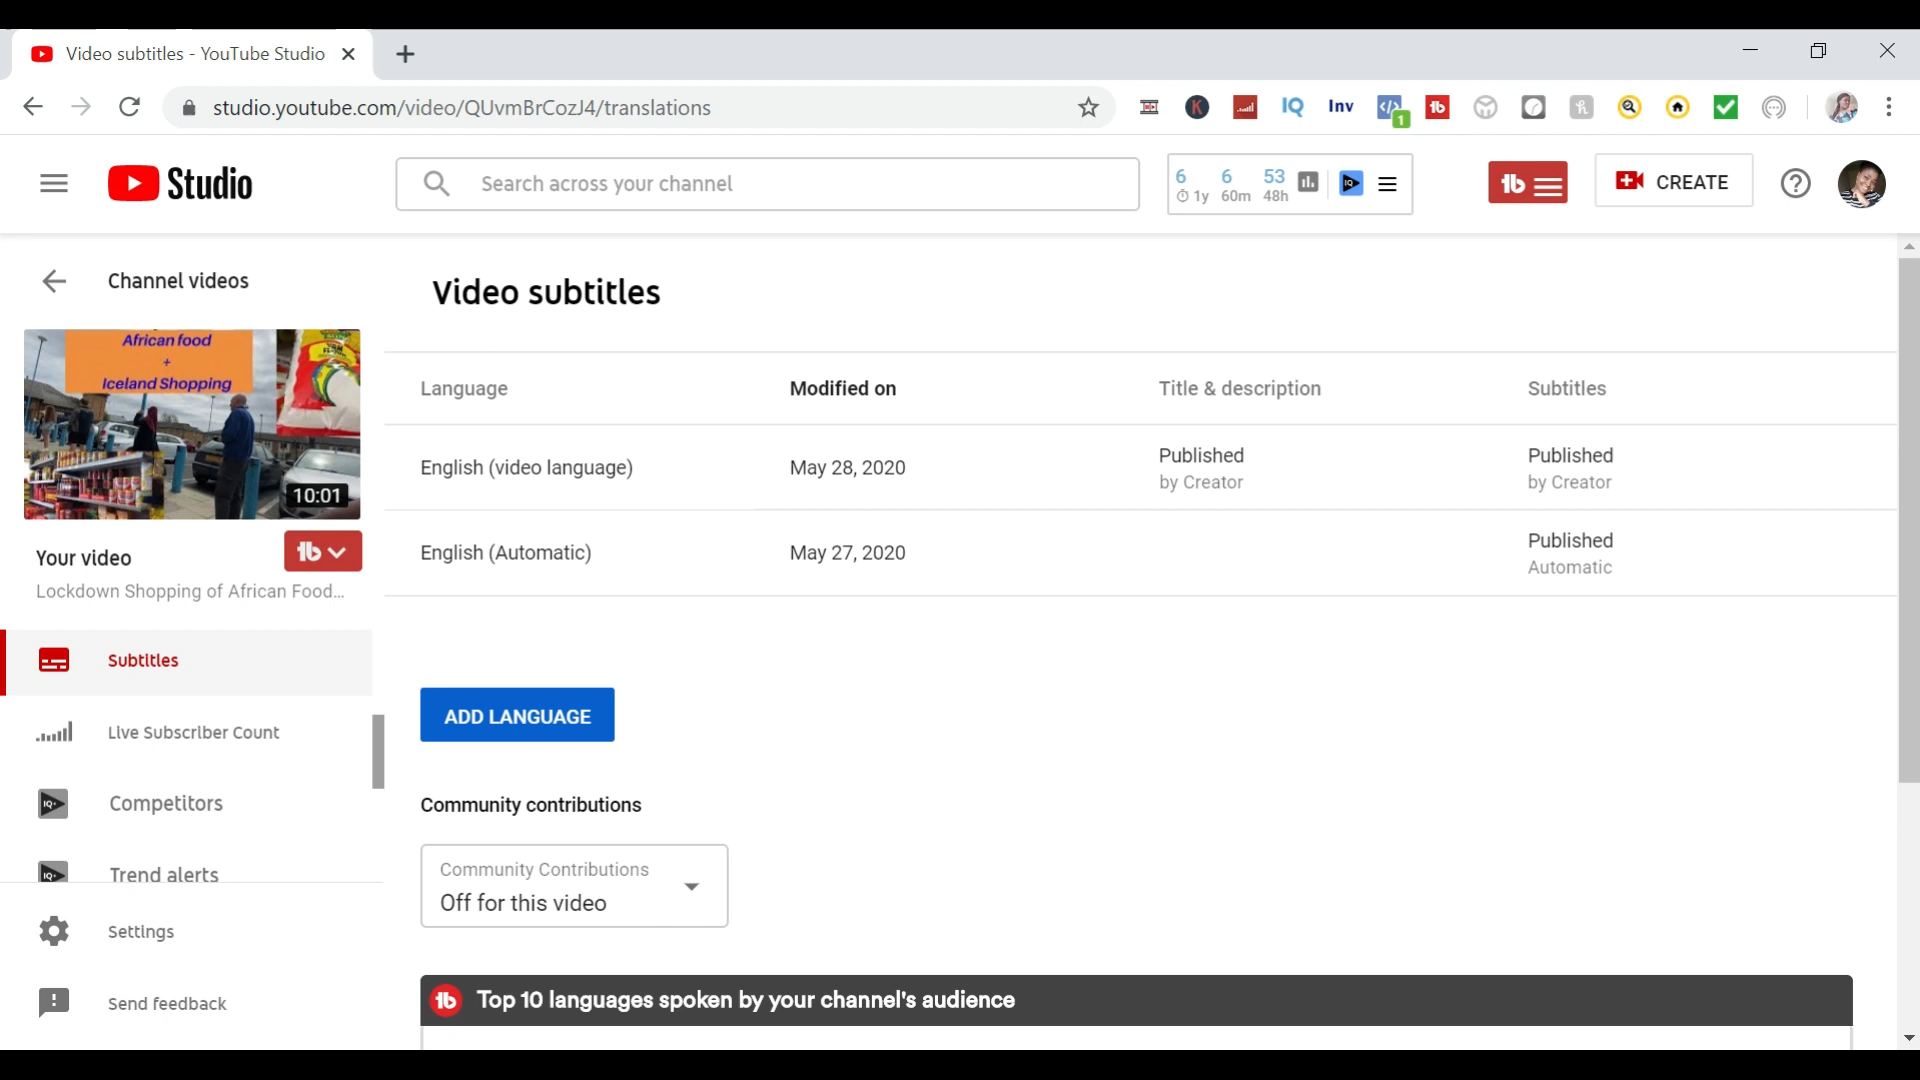 Video subtitles - YouTube Studio
studio.youtube.com/video/QUvmBrCozJ4/translations
IQ
Inv
1
Studio
Search across your channel
6 6 53
1y 60m 48h
CREATE
Channel videos
African food
+
Iceland Shopping
10:01
Your video
Lockdown Shopping of African Food...
Subtitles
Live Subscriber Count
Competitors
Trend alerts
Settings
Send feedback
Video subtitles
Language Modified on Title & description Subtitles
English (video language) May 28, 2020 Published Published
by Creator by Creator
English (Automatic) May 27, 2020 Published
Automatic
ADD LANGUAGE
Community contributions
Community Contributions
Off for this video
Top 10 languages spoken by your channel's audience